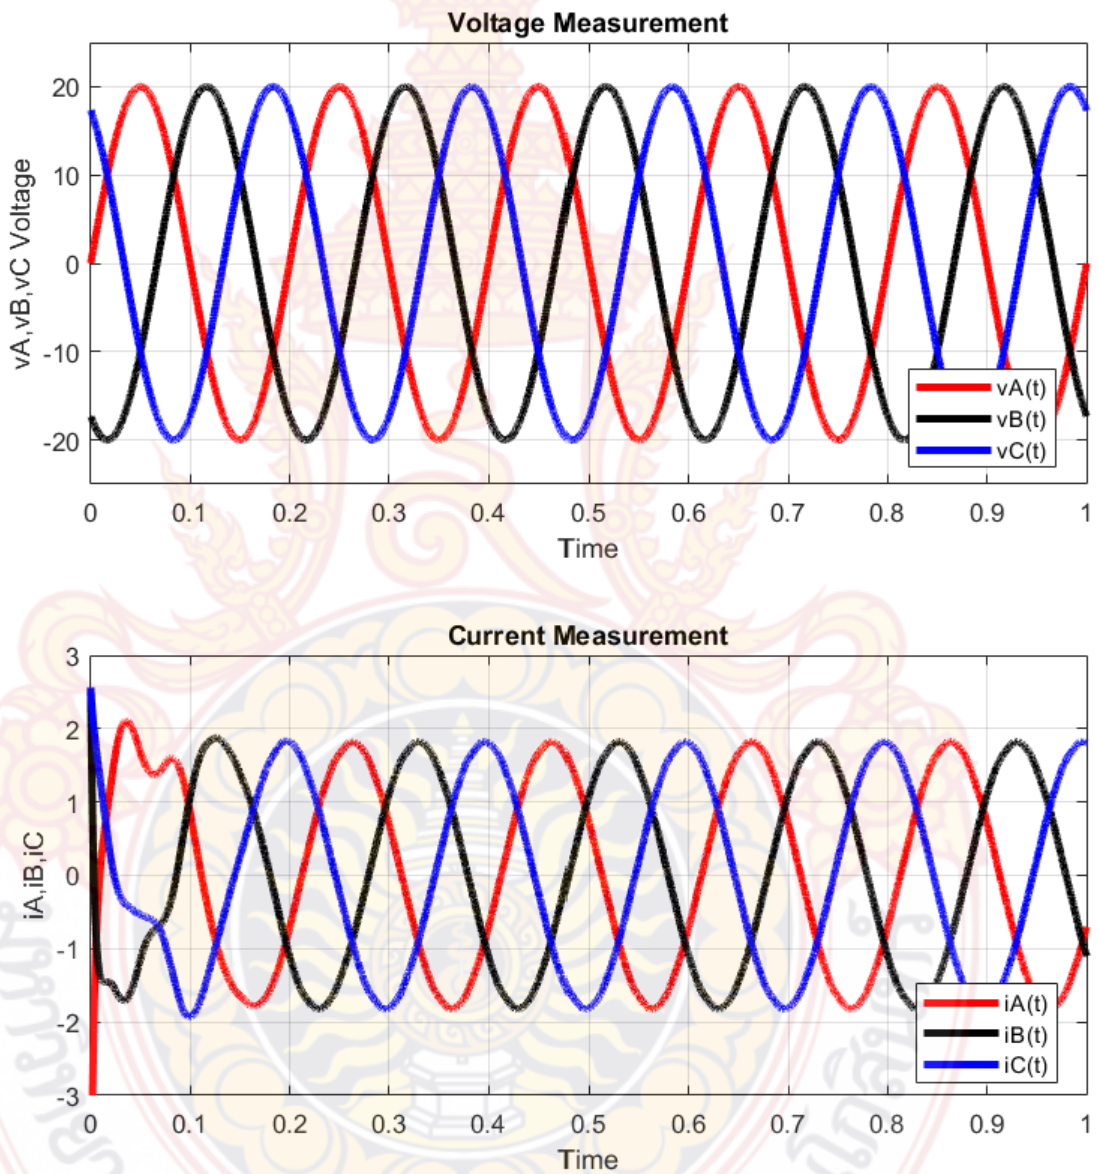 Voltage Measurement
vA,vB,vC Voltage
20
10
0
-10
-20
vA(t)
vB(t)
vC(t)
0 0.1 0.2 0.3 0.4 0.5 0.6 0.7 0.8 0.9 1
Time
Current Measurement
iA,iB,iC
3
2
1
0
-1
-2
-3
iA(t)
iB(t)
iC(t)
0 0.1 0.2 0.3 0.4 0.5 0.6 0.7 0.8 0.9 1
Time